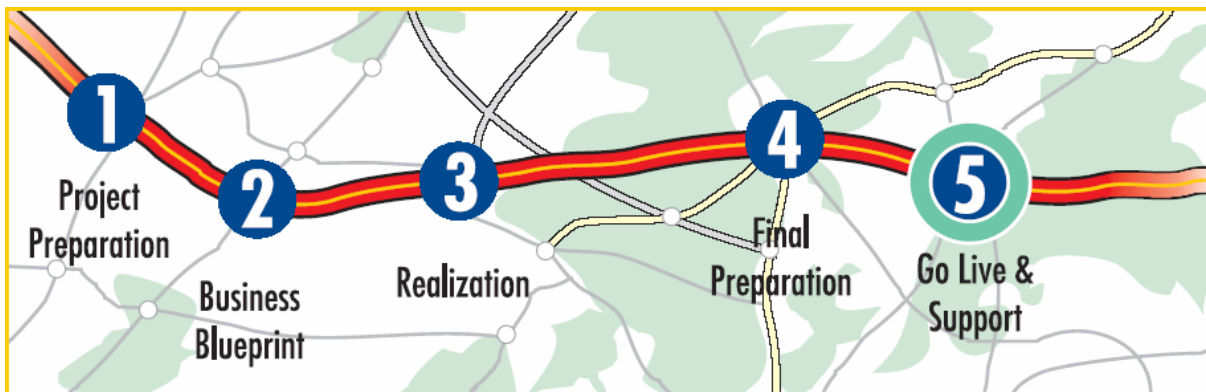 1
Project
Preparation
2
Business
Blueprint
3
Realization
4
Final
Preparation
5
Go Live &
Support